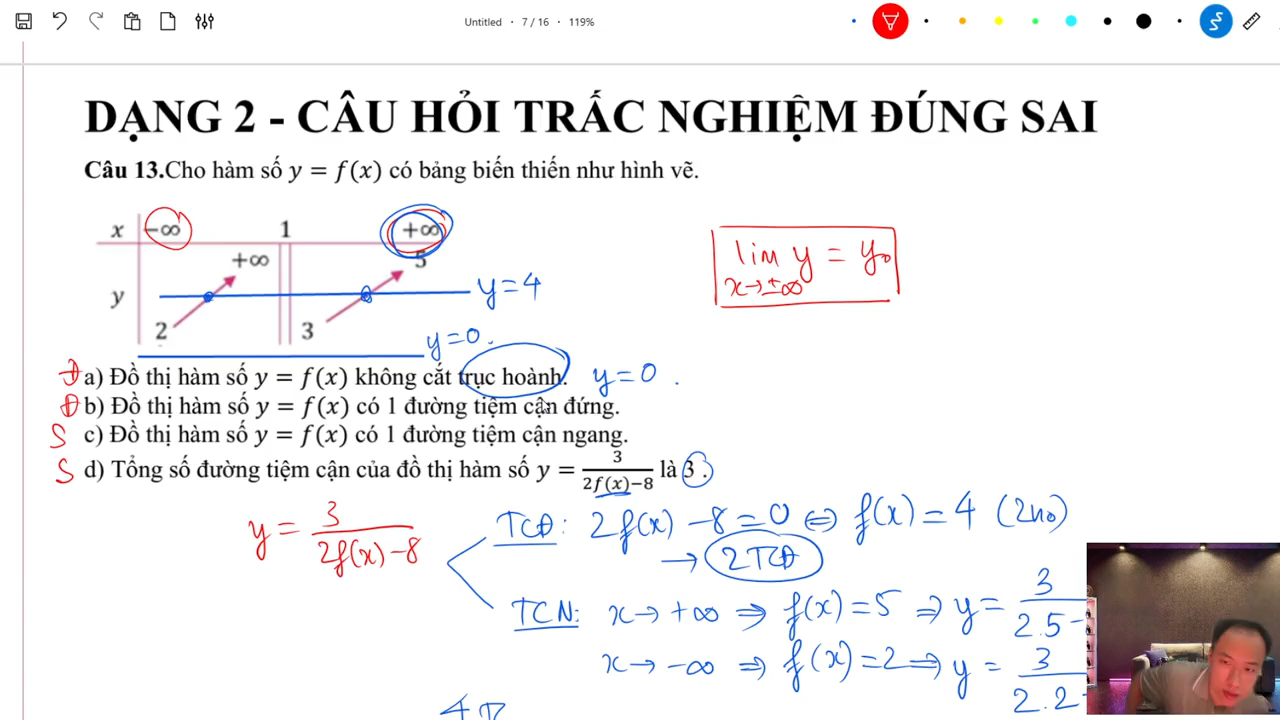 Untitled • 7 / 16 • 119%
DẠNG 2 - CÂU HỎI TRẮC NGHIỆM ĐÚNG SAI
Câu 13.Cho hàm số y = f(x) có bảng biến thiến như hình vẽ.
x −∞ 1 +∞
y 2 +∞ 3 5
y=4
y=0.
lim y = y₀
x→±∞
Đ a) Đồ thị hàm số y = f(x) không cắt trục hoành. y=0.
Đ b) Đồ thị hàm số y = f(x) có 1 đường tiệm cận đứng.
S c) Đồ thị hàm số y = f(x) có 1 đường tiệm cận ngang.
S d) Tổng số đường tiệm cận của đồ thị hàm số y = 3/(2f(x)−8) là 3 .
y = 3/(2f(x)−8)
TCĐ: 2f(x) −8=0 ⇔ f(x)=4 (2n₀)
→ 2TCĐ
TCN: x→ +∞ ⇒ f(x)=5 ⇒ y= 3/(2.5−
x→ −∞ ⇒ f(x)=2 ⇒ y= 3/(2.2−